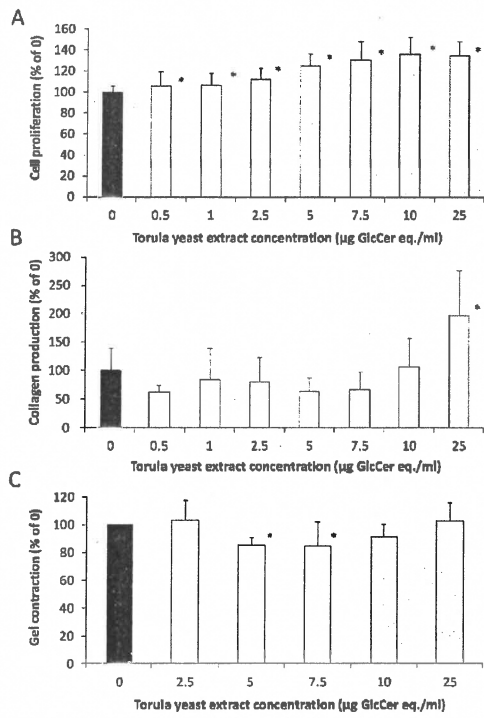 A
Cell proliferation (% of 0)
160
140
120
100
80
60
40
20
0
* * * * * * *
0 0.5 1 2.5 5 7.5 10 25
Torula yeast extract concentration (µg GlcCer eq./ml)
B
Collagen production (% of 0)
300
250
200
150
100
50
0
*
0 0.5 1 2.5 5 7.5 10 25
Torula yeast extract concentration (µg GlcCer eq./ml)
C
Gel contraction (% of 0)
120
100
80
60
40
20
0
* *
0 2.5 5 7.5 10 25
Torula yeast extract concentration (µg GlcCer eq./ml)